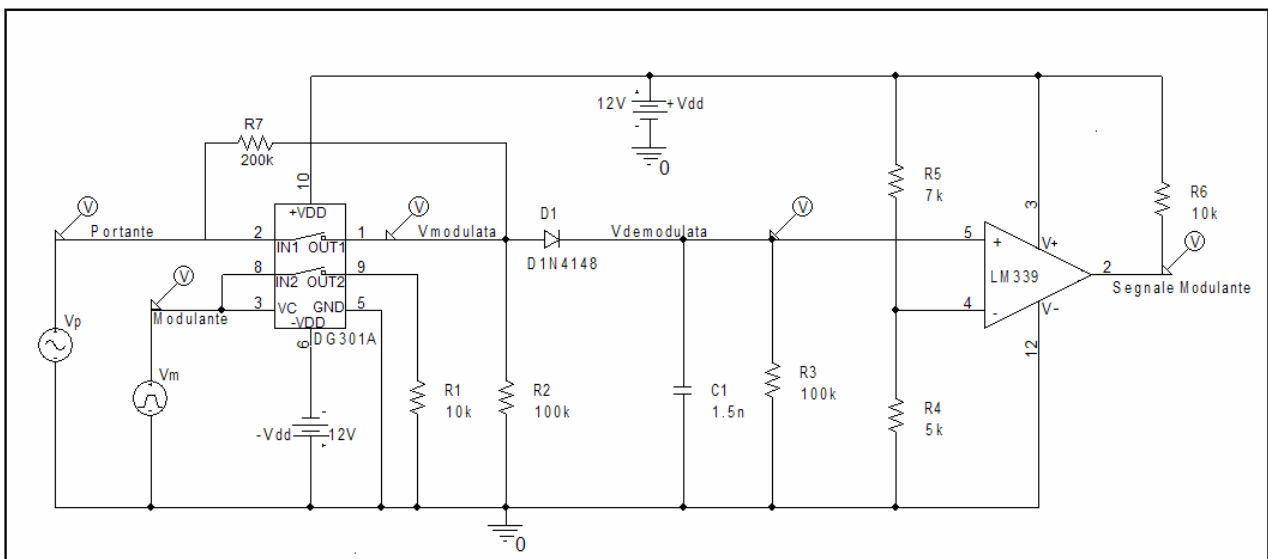 12V
+Vdd
0
R7
200k
10
+VDD
V
Portante
2
IN1
OUT1
1
V
Vmodulata
D1
D1N4148
Vdemodulata
V
8
IN2
OUT2
9
3
VC
GND
5
-VDD
6
DG301A
V
Modulante
Vp
Vm
-Vdd
12V
R1
10k
R2
100k
C1
1.5n
R3
100k
R5
7k
R4
5k
5
+
4
-
3
V+
LM339
V-
12
2
R6
10k
V
Segnale Modulante
0